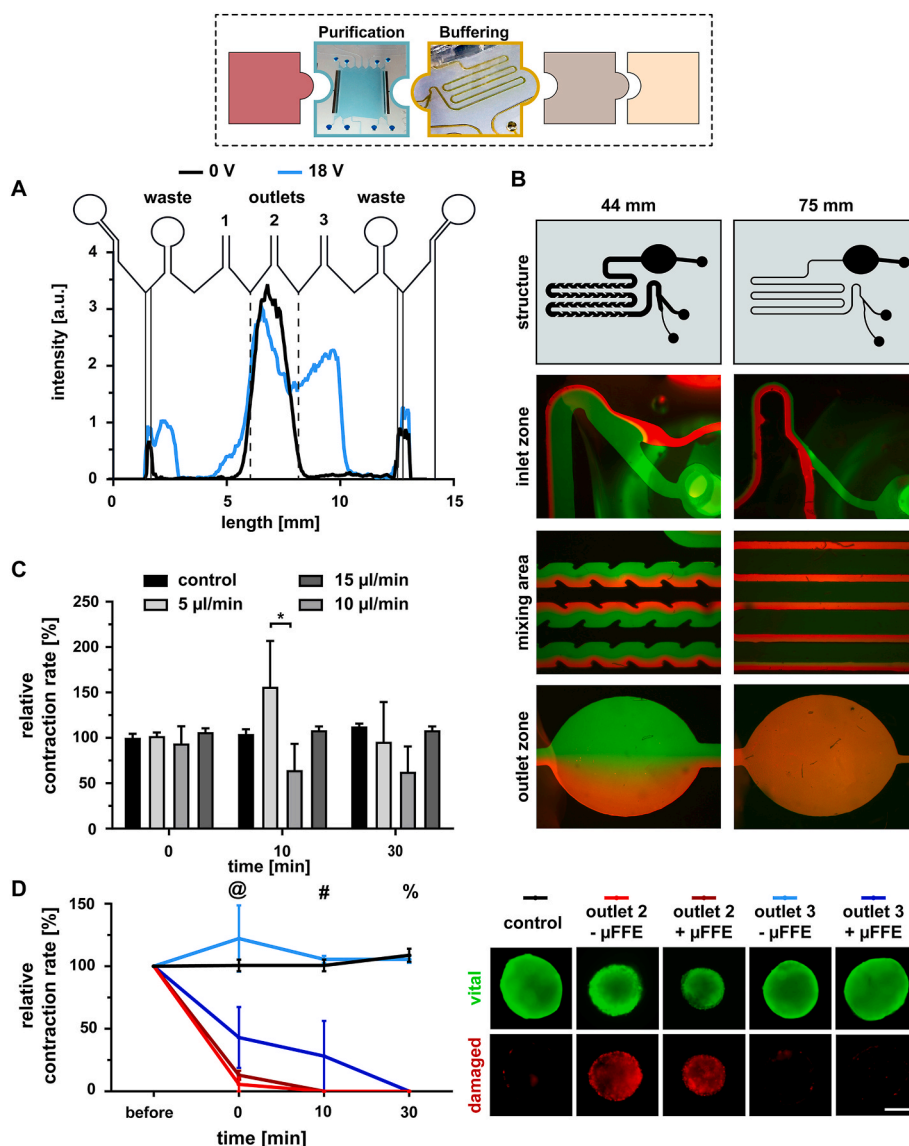 Purification Buffering
A
0 V 18 V
waste outlets waste
1 2 3
4
3
2
1
0
intensity [a.u.]
0 5 10 15
length [mm]
B
44 mm 75 mm
structure
inlet zone
mixing area
outlet zone
C
control 15 µl/min
5 µl/min 10 µl/min
250
200
150
100
50
0
relative
contraction rate [%]
*
0 10 30
time [min]
D
150
100
50
0
relative
contraction rate [%]
@ # %
before 0 10 30
time [min]
control
outlet 2
- µFFE
outlet 2
+ µFFE
outlet 3
- µFFE
outlet 3
+ µFFE
vital
damaged